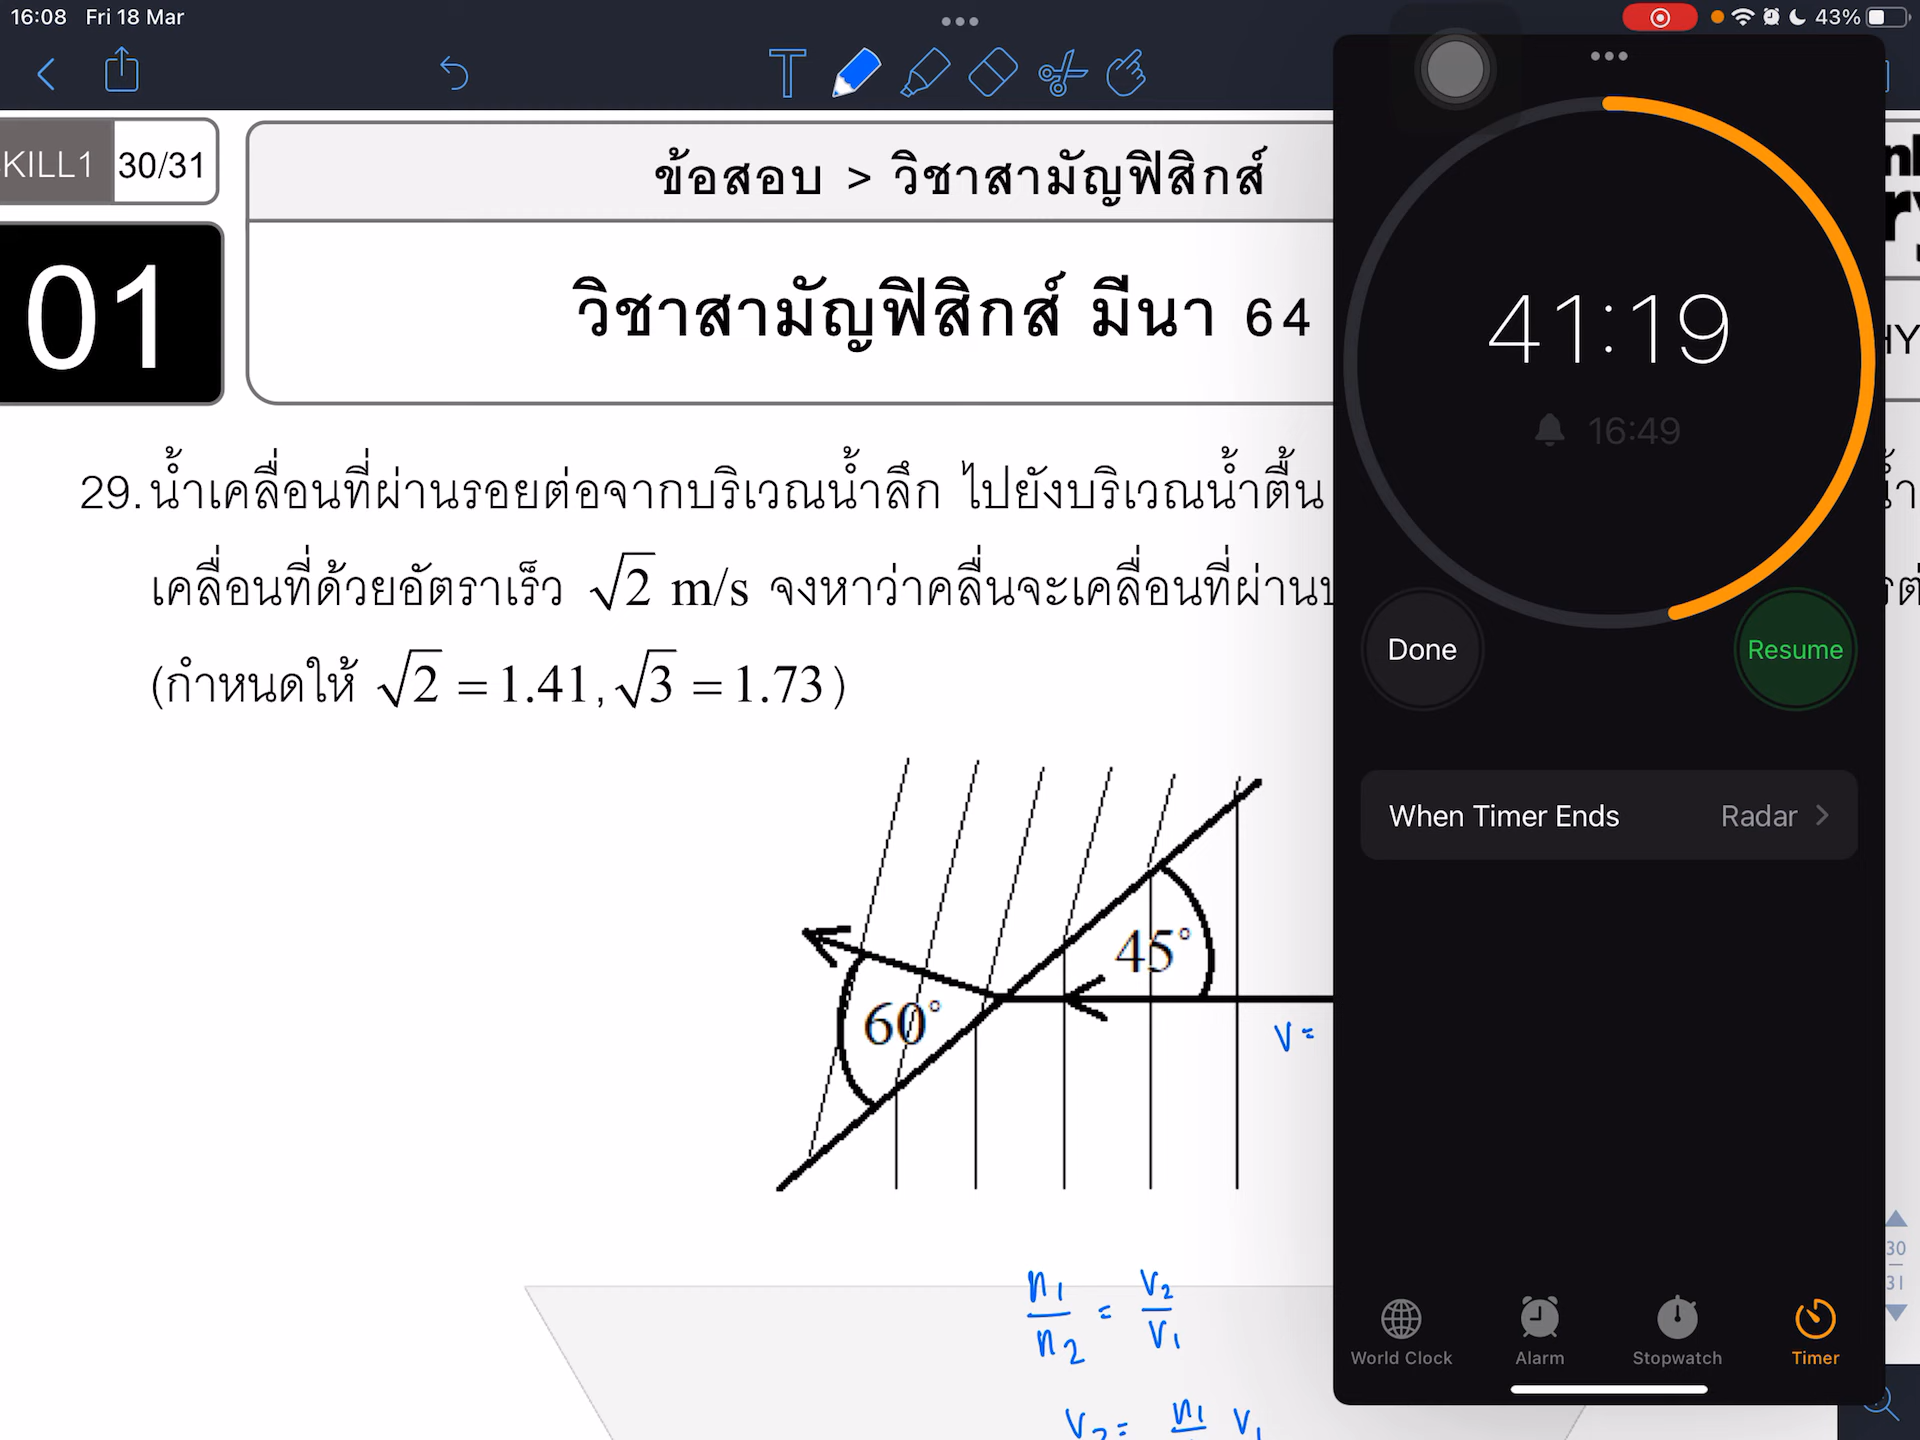 16:08 Fri 18 Mar
43%
KILL1 30/31
ข้อสอบ > วิชาสามัญฟิสิกส์
01
วิชาสามัญฟิสิกส์ มีนา 64
29. น้ำเคลื่อนที่ผ่านรอยต่อจากบริเวณน้ำลึก ไปยังบริเวณน้ำตื้น
เคลื่อนที่ด้วยอัตราเร็ว √2 m/s จงหาว่าคลื่นจะเคลื่อนที่ผ่าน
(กำหนดให้ √2 = 1.41, √3 = 1.73)
45°
60°
v =
n1/n2 = v2/v1
v2 = n1 v1
41:19
16:49
Done
Resume
When Timer Ends Radar
World Clock Alarm Stopwatch Timer
30
31